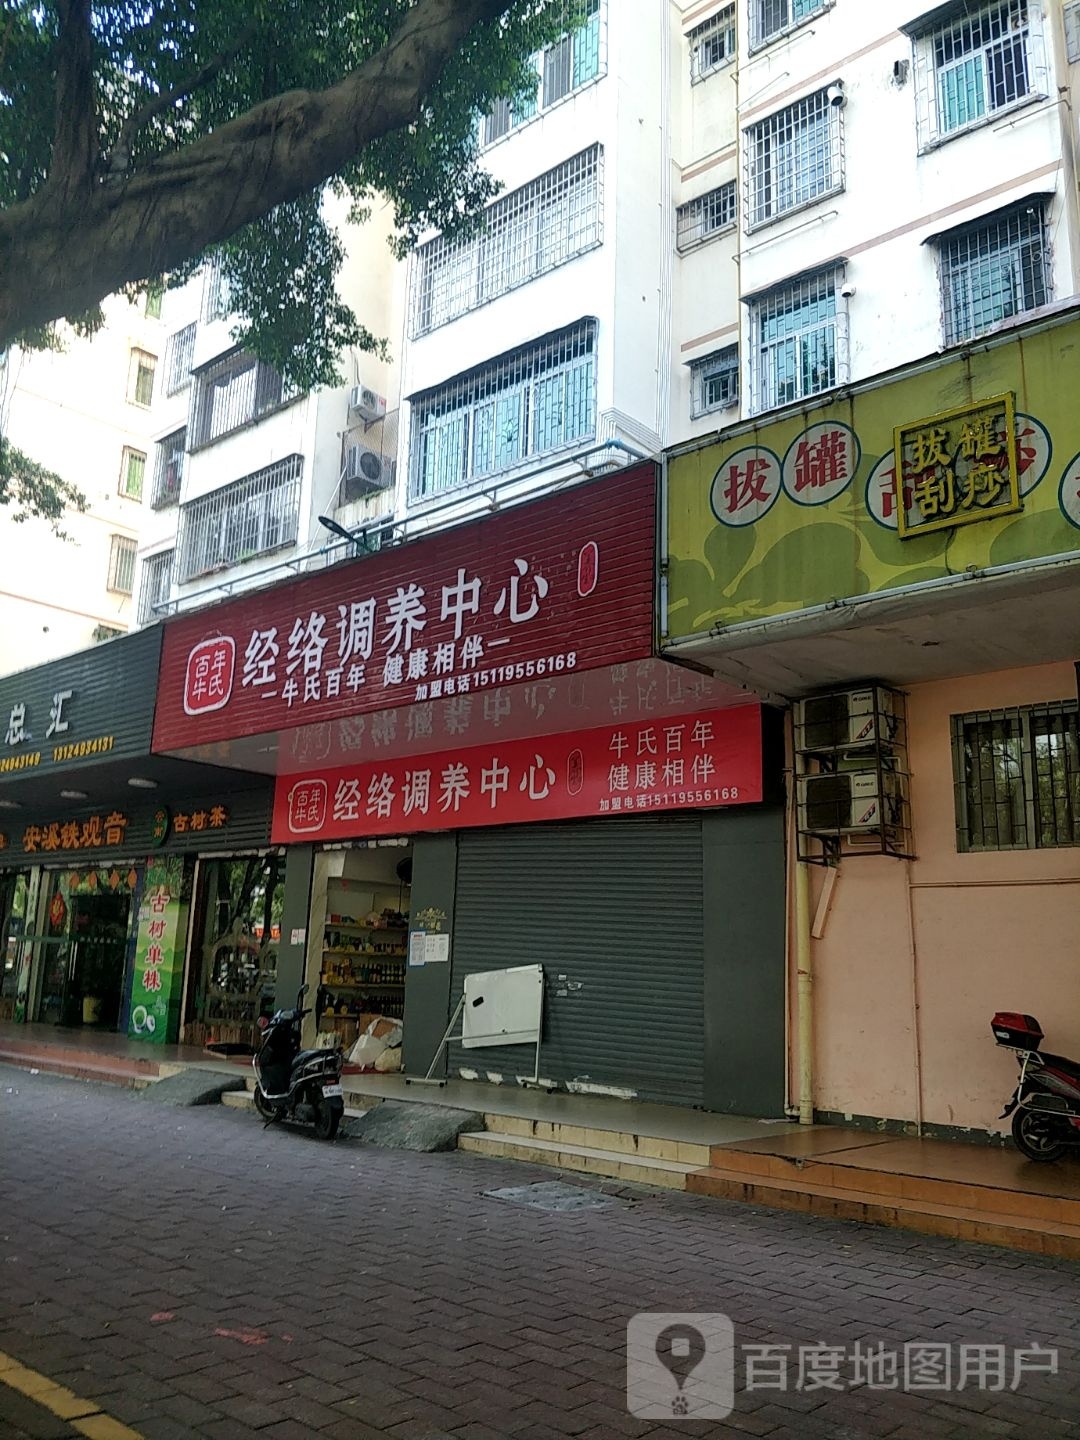 总汇
13124934131
安溪铁观音
古树茶
古树单株
百年
牛氏
经络调养中心
—牛氏百年 健康相伴—
加盟电话15119556168
百年
牛氏
经络调养中心
牛氏百年
健康相伴
加盟电话15119556168
拔罐
拔罐
刮痧
百度地图用户